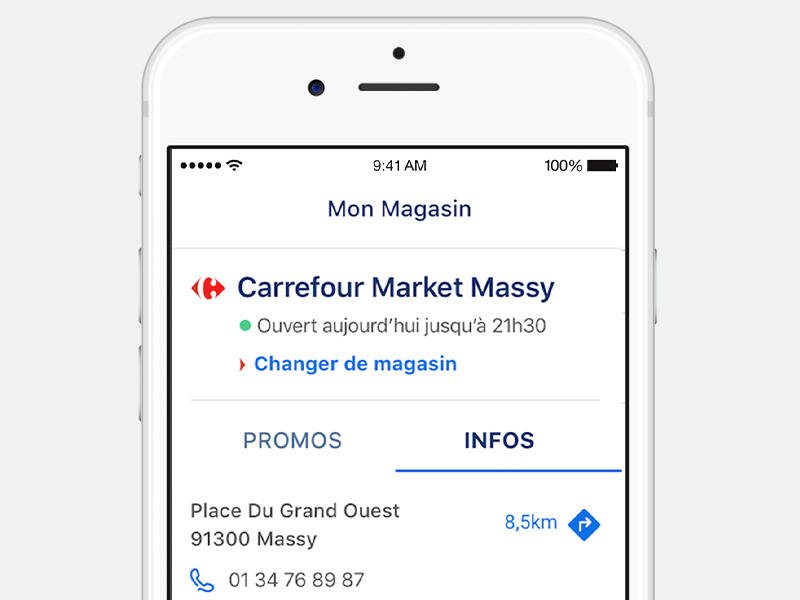 9:41 AM 100%
Mon Magasin
Carrefour Market Massy
Ouvert aujourd’hui jusqu’à 21h30
Changer de magasin
PROMOS INFOS
Place Du Grand Ouest
91300 Massy
8,5km
01 34 76 89 87